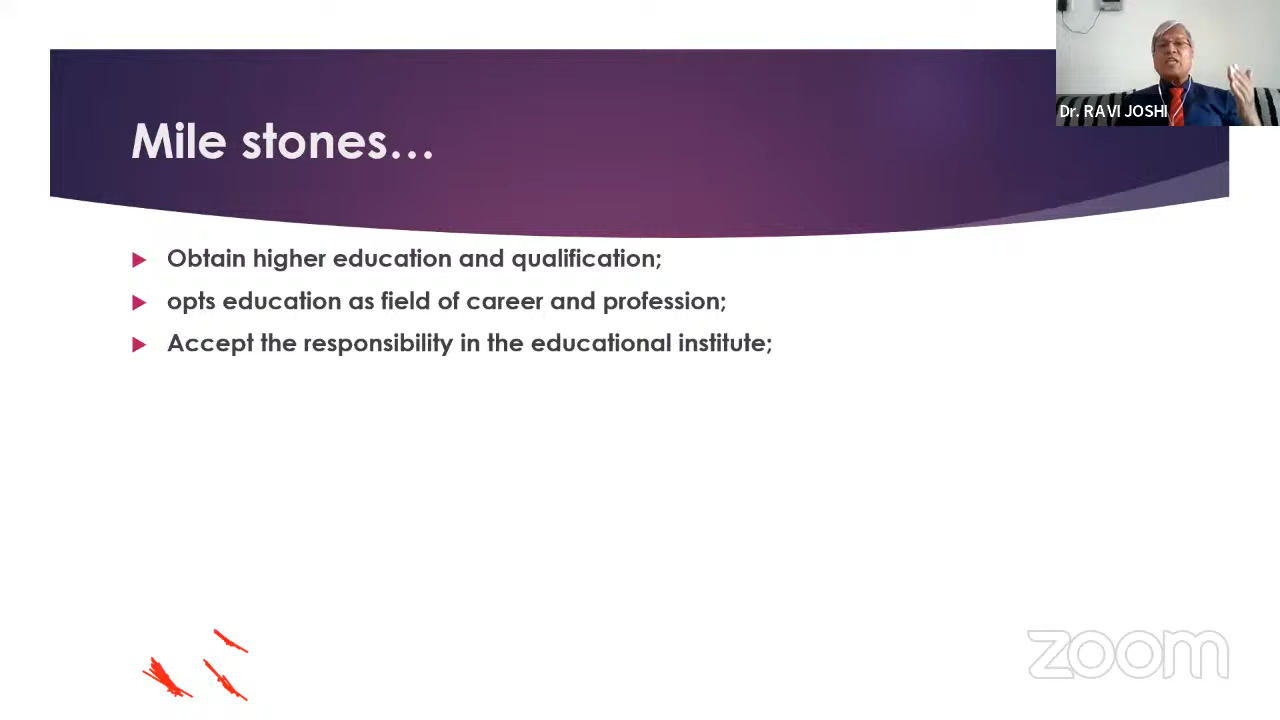 Dr. RAVI JOSHI
Mile stones...
Obtain higher education and qualification;
opts education as field of career and profession;
Accept the responsibility in the educational institute;
zoom